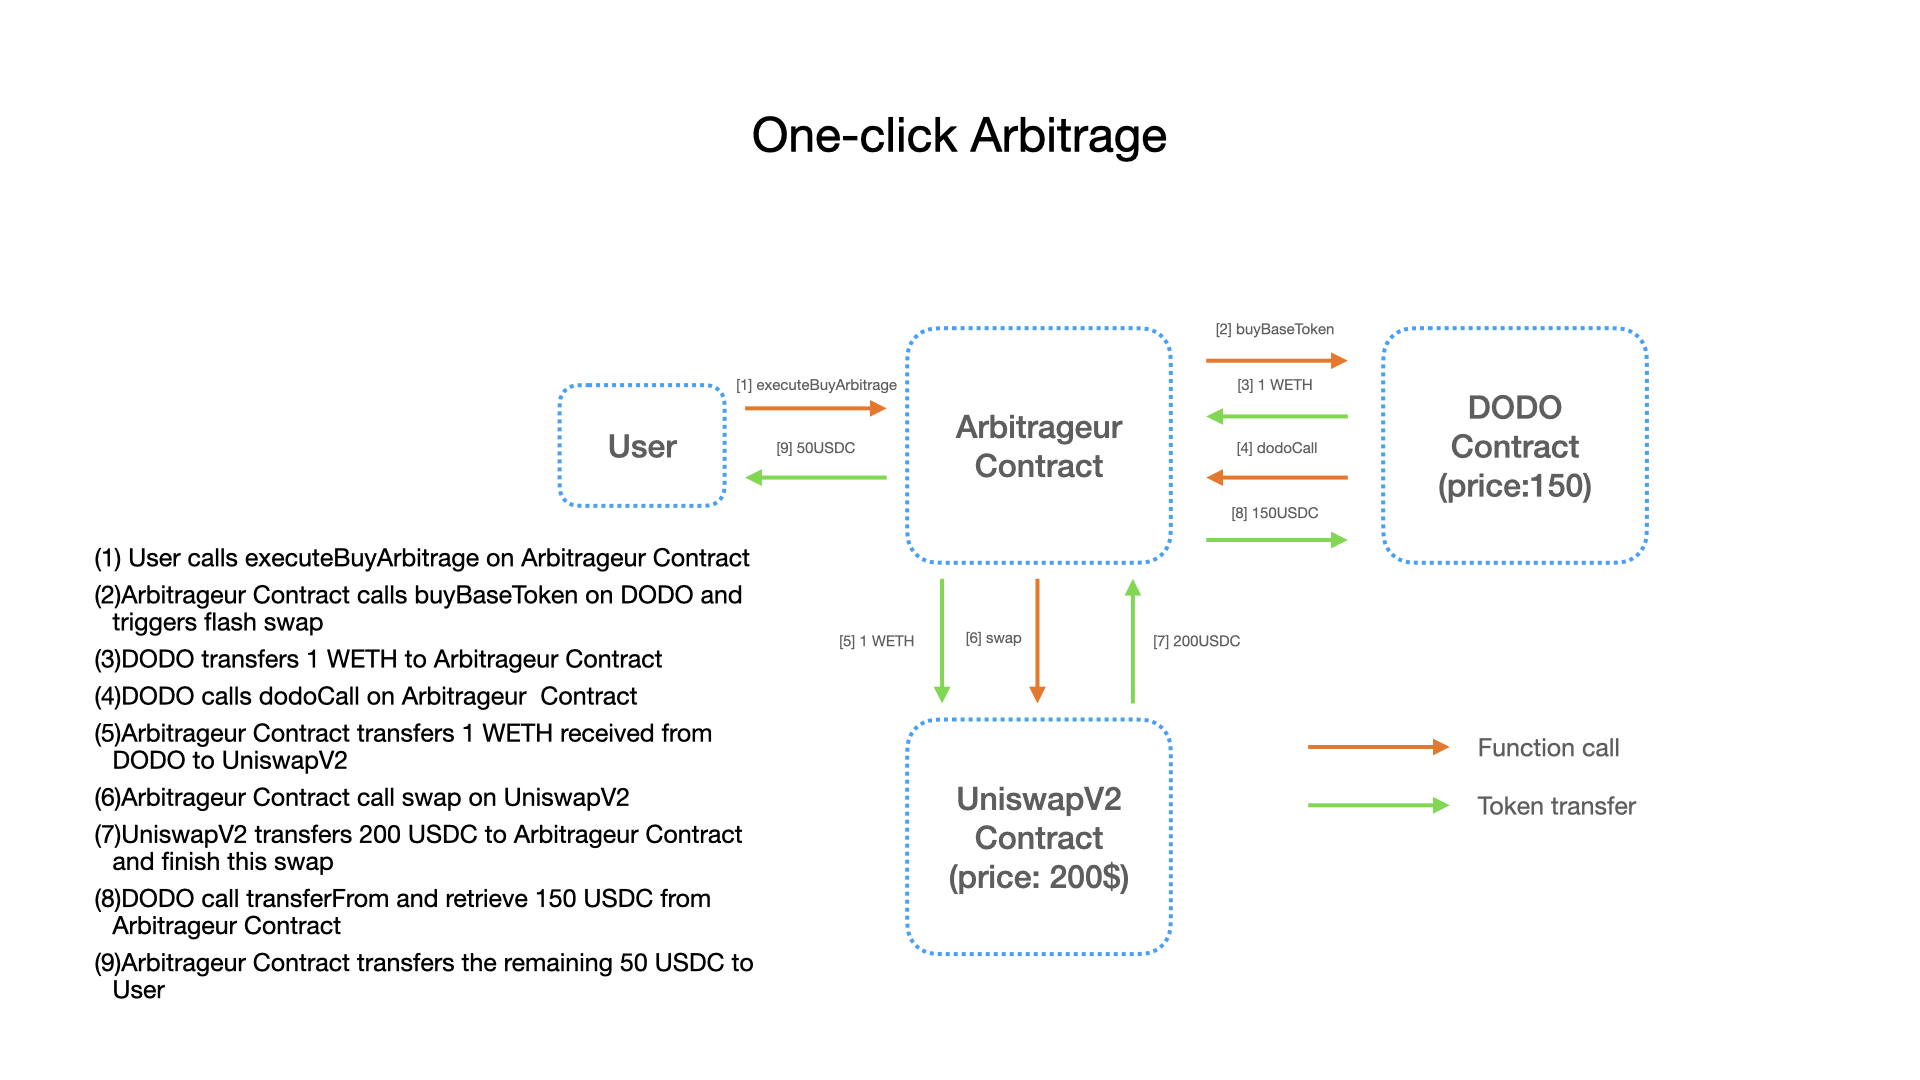 One-click Arbitrage
[2] buyBaseToken
[1] executeBuyArbitrage
[3] 1 WETH
User
[9] 50USDC
Arbitrageur
Contract
[4] dodoCall
DODO
Contract
(price:150)
[8] 150USDC
(1) User calls executeBuyArbitrage on Arbitrageur Contract
(2)Arbitrageur Contract calls buyBaseToken on DODO and
triggers flash swap
(3)DODO transfers 1 WETH to Arbitrageur Contract
(4)DODO calls dodoCall on Arbitrageur  Contract
(5)Arbitrageur Contract transfers 1 WETH received from
DODO to UniswapV2
(6)Arbitrageur Contract call swap on UniswapV2
(7)UniswapV2 transfers 200 USDC to Arbitrageur Contract
and finish this swap
(8)DODO call transferFrom and retrieve 150 USDC from
Arbitrageur Contract
(9)Arbitrageur Contract transfers the remaining 50 USDC to
User
[5] 1 WETH
[6] swap
[7] 200USDC
UniswapV2
Contract
(price: 200$)
Function call
Token transfer